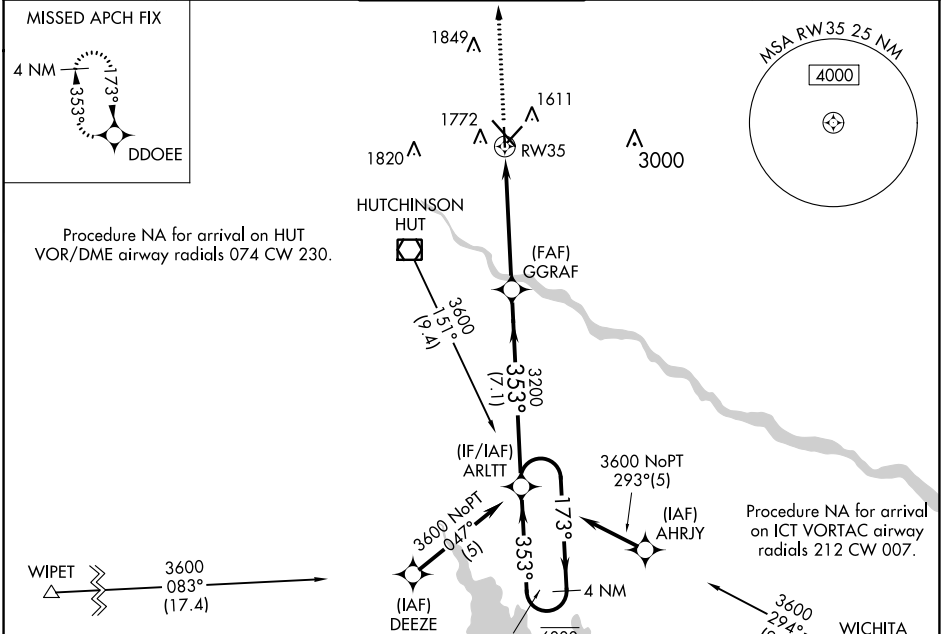 MISSED APCH FIX
4 NM
353°
173°
DDOEE
1849
1611
1772
RW35
1820
3000
MSA RW35 25 NM
4000
HUTCHINSON
HUT
Procedure NA for arrival on HUT
VOR/DME airway radials 074 CW 230.
(FAF)
GGRAF
3600
151°
(9.4)
3200
353°
(7.1)
(IF/IAF)
ARLTT
3600 NoPT
293°(5)
(IAF)
AHRJY
Procedure NA for arrival
on ICT VORTAC airway
radials 212 CW 007.
3600 NoPT
047°
(5)
353°
173°
4 NM
WIPET
3600
083°
(17.4)
(IAF)
DEEZE
3600
294°
WICHITA